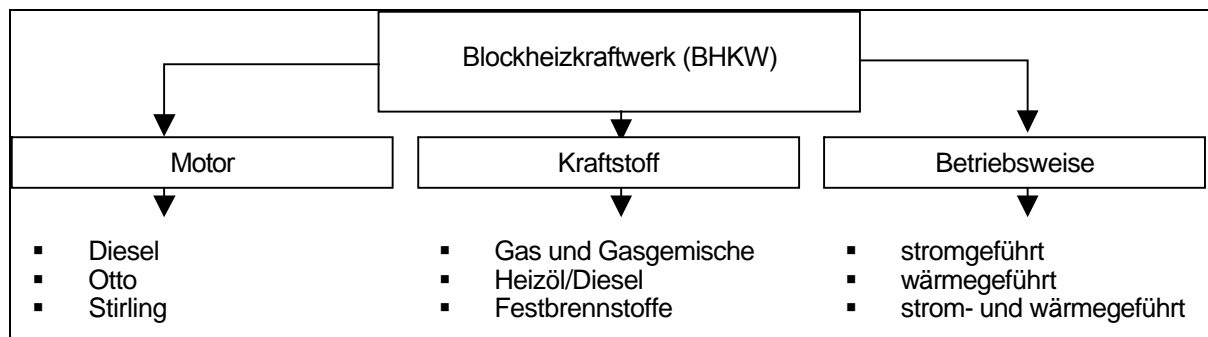 Blockheizkraftwerk (BHKW)
Motor
Kraftstoff
Betriebsweise
▪ Diesel
▪ Otto
▪ Stirling
▪ Gas und Gasgemische
▪ Heizöl/Diesel
▪ Festbrennstoffe
▪ stromgeführt
▪ wärmegeführt
▪ strom- und wärmegeführt